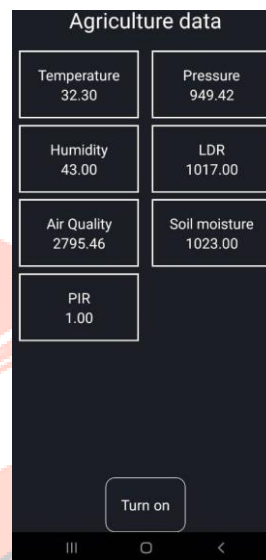 Agriculture data
Temperature
32.30
Pressure
949.42
Humidity
43.00
LDR
1017.00
Air Quality
2795.46
Soil moisture
1023.00
PIR
1.00
Turn on